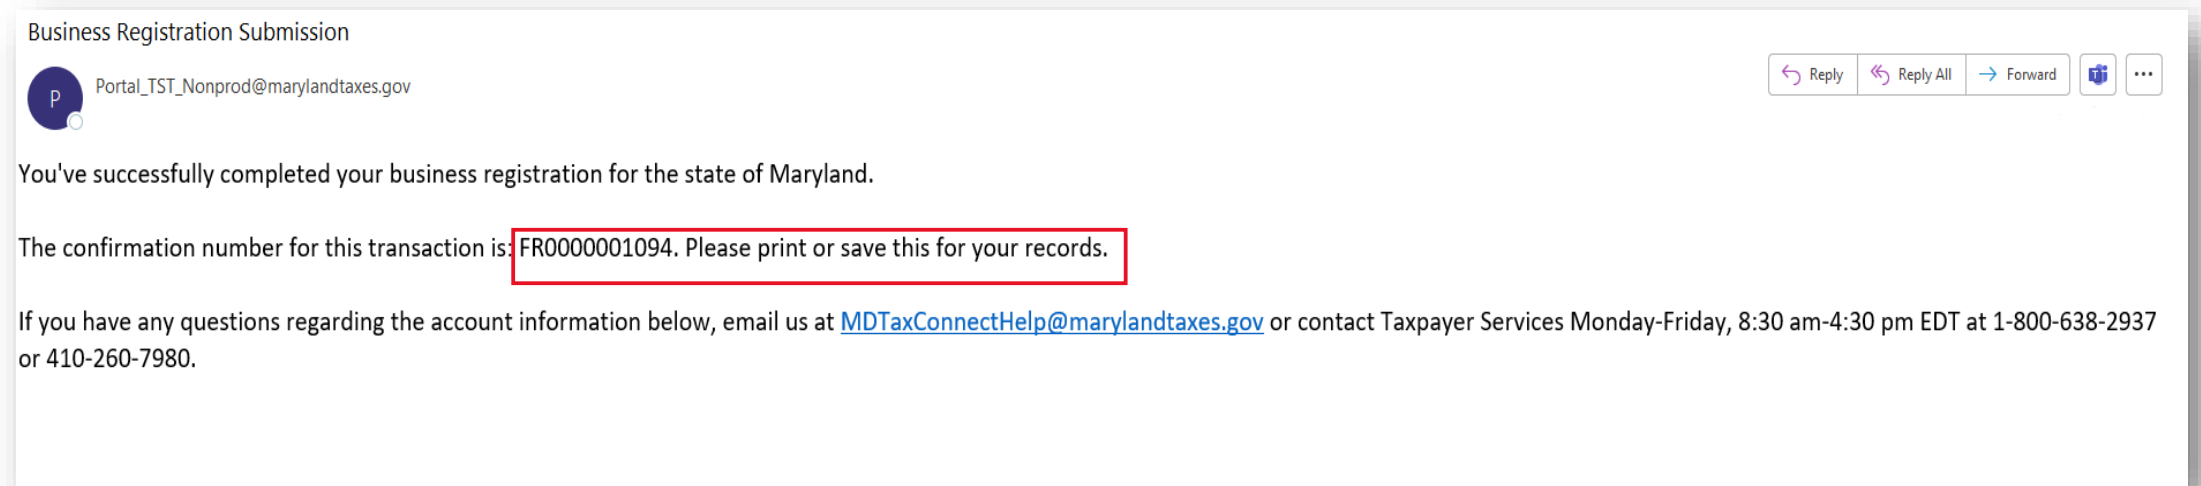 Business Registration Submission
P
Portal_TST_Nonprod@marylandtaxes.gov
Reply
Reply All
Forward
You've successfully completed your business registration for the state of Maryland.
The confirmation number for this transaction is: FR0000001094. Please print or save this for your records.
If you have any questions regarding the account information below, email us at MDTaxConnectHelp@marylandtaxes.gov or contact Taxpayer Services Monday-Friday, 8:30 am-4:30 pm EDT at 1-800-638-2937
or 410-260-7980.